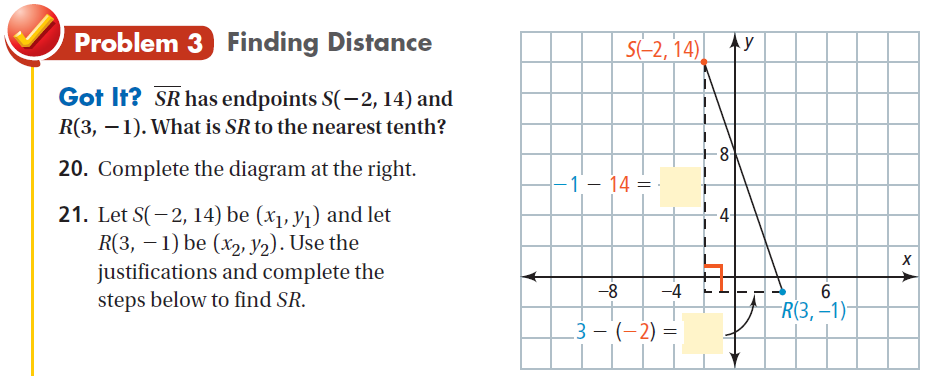 Problem 3 Finding Distance
Got It? SR has endpoints S(−2, 14) and
R(3, −1). What is SR to the nearest tenth?
20. Complete the diagram at the right.
21. Let S(−2, 14) be (x₁, y₁) and let
R(3, −1) be (x₂, y₂). Use the
justifications and complete the
steps below to find SR.
S(−2, 14)
y
8
−1 − 14 =
4
x
−8 −4 6
R(3, −1)
3 − (−2) =